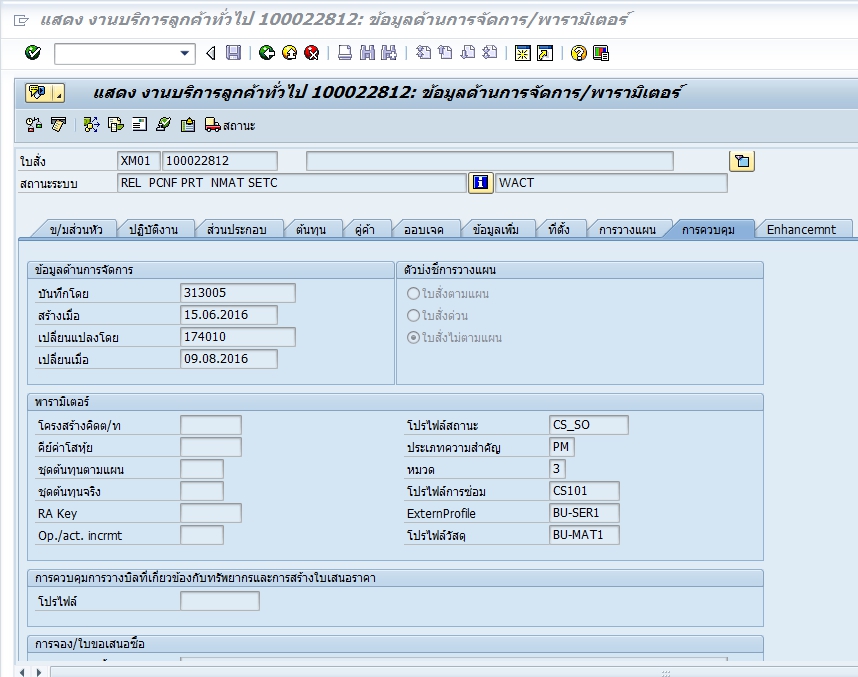 แสดง งานบริการลูกค้าทั่วไป 100022812: ข้อมูลด้านการจัดการ/พารามิเตอร์
แสดง งานบริการลูกค้าทั่วไป 100022812: ข้อมูลด้านการจัดการ/พารามิเตอร์
สถานะ
ใบสั่ง XM01 100022812
สถานะระบบ REL PCNF PRT NMAT SETC WACT
ข/มส่วนหัว ปฏิบัติงาน ส่วนประกอบ ต้นทุน คู่ค้า ออบเจค ข้อมูลเพิ่ม ที่ตั้ง การวางแผน การควบคุม Enhancemnt
ข้อมูลด้านการจัดการ ตัวบ่งชี้การวางแผน
บันทึกโดย 313005 ใบสั่งตามแผน
สร้างเมื่อ 15.06.2016 ใบสั่งด่วน
เปลี่ยนแปลงโดย 174010 ใบสั่งไม่ตามแผน
เปลี่ยนเมื่อ 09.08.2016
พารามิเตอร์
โครงสร้างคิดต/ท โปรไฟล์สถานะ CS_SO
คีย์ค่าโสหุ้ย ประเภทความสำคัญ PM
ชุดต้นทุนตามแผน หมวด 3
ชุดต้นทุนจริง โปรไฟล์การซ่อม CS101
RA Key ExternProfile BU-SER1
Op./act. incrmt โปรไฟล์วัสดุ BU-MAT1
การควบคุมการวางบิลที่เกี่ยวข้องกับทรัพยากรและการสร้างใบเสนอราคา
โปรไฟล์
การจอง/ใบขอเสนอซื้อ